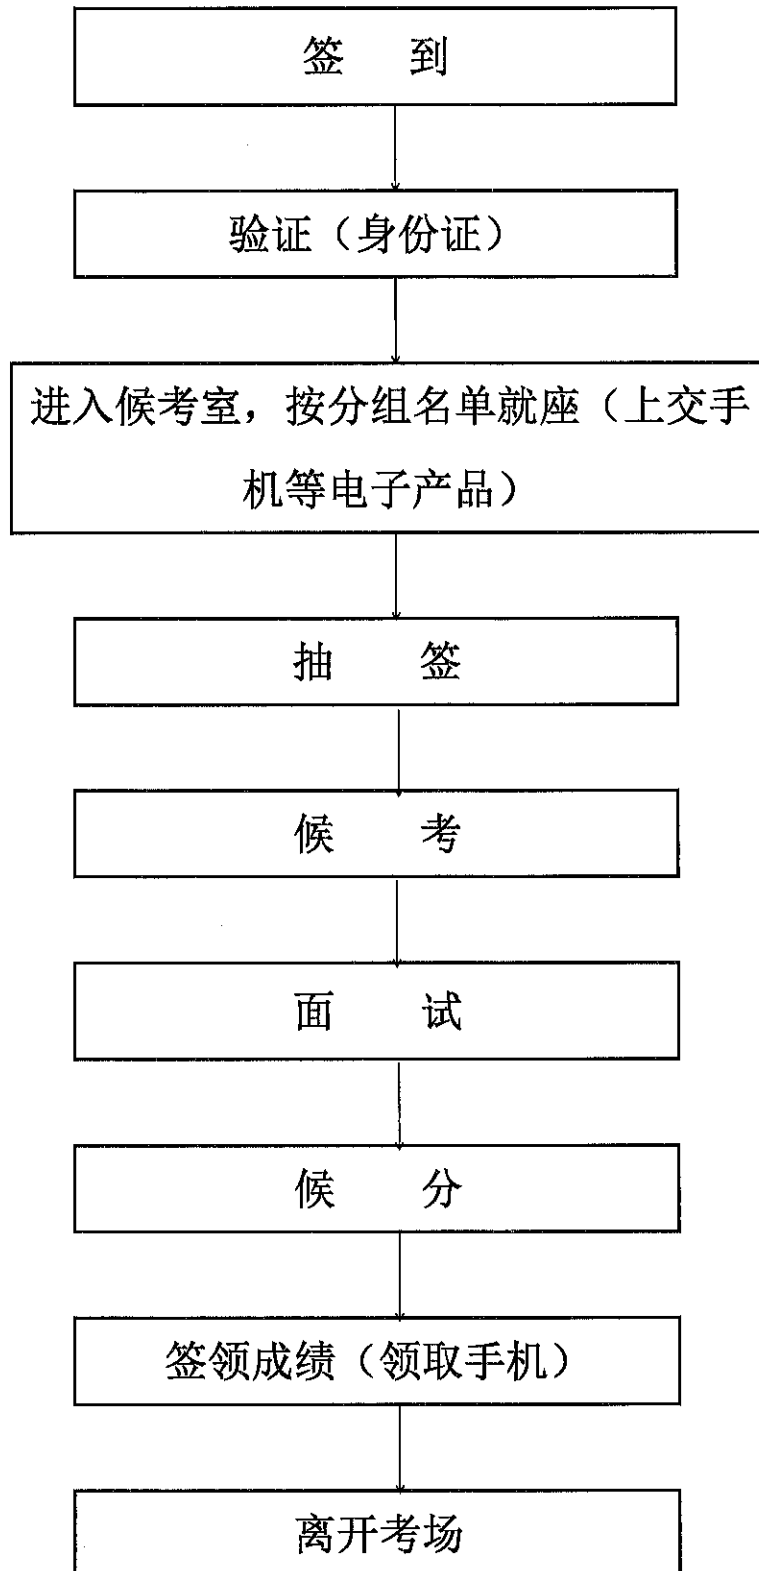 签 到
验证（身份证）
进入候考室，按分组名单就座（上交手
机等电子产品）
抽 签
候 考
面 试
候 分
签领成绩（领取手机）
离开考场